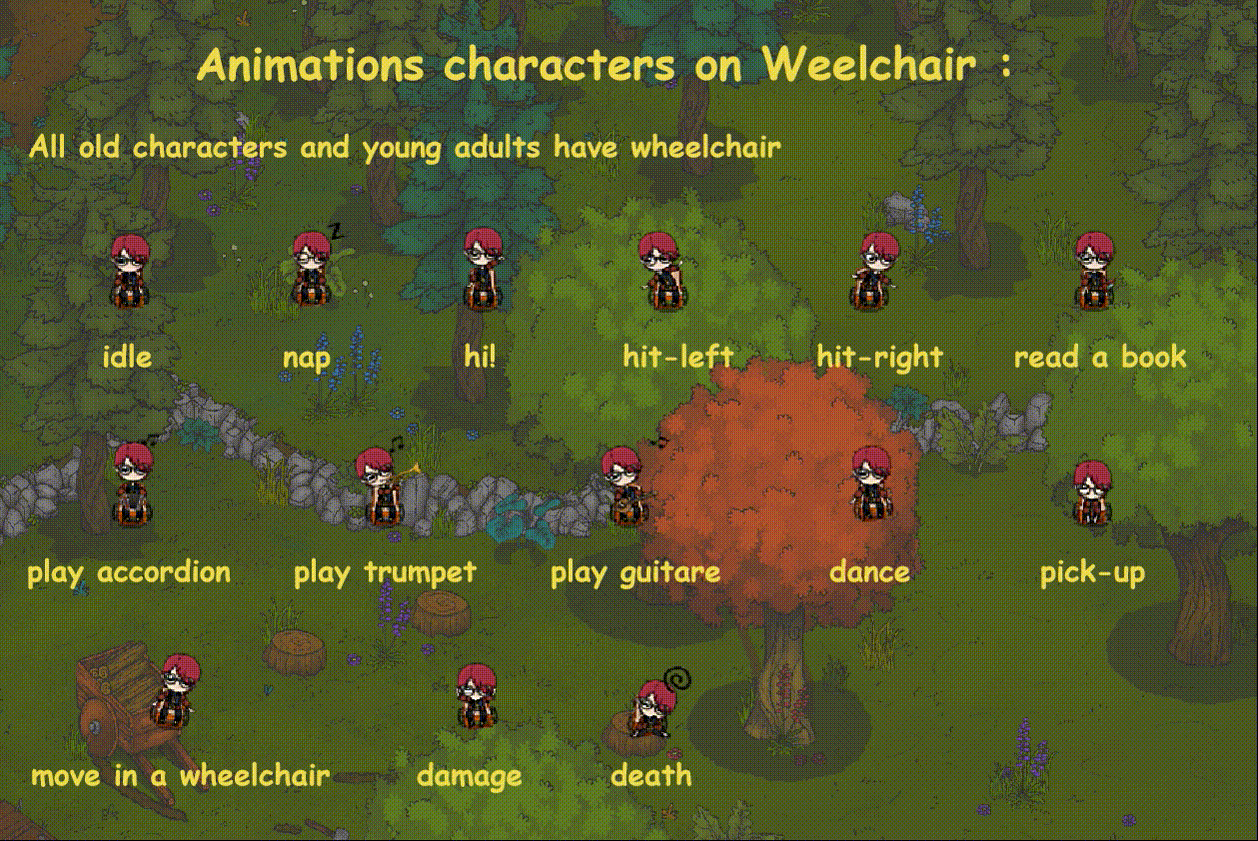 Animations characters on Weelchair :
All old characters and young adults have wheelchair
z
idle nap hi! hit-left hit-right read a book
play accordion play trumpet play guitare dance pick-up
move in a wheelchair damage death